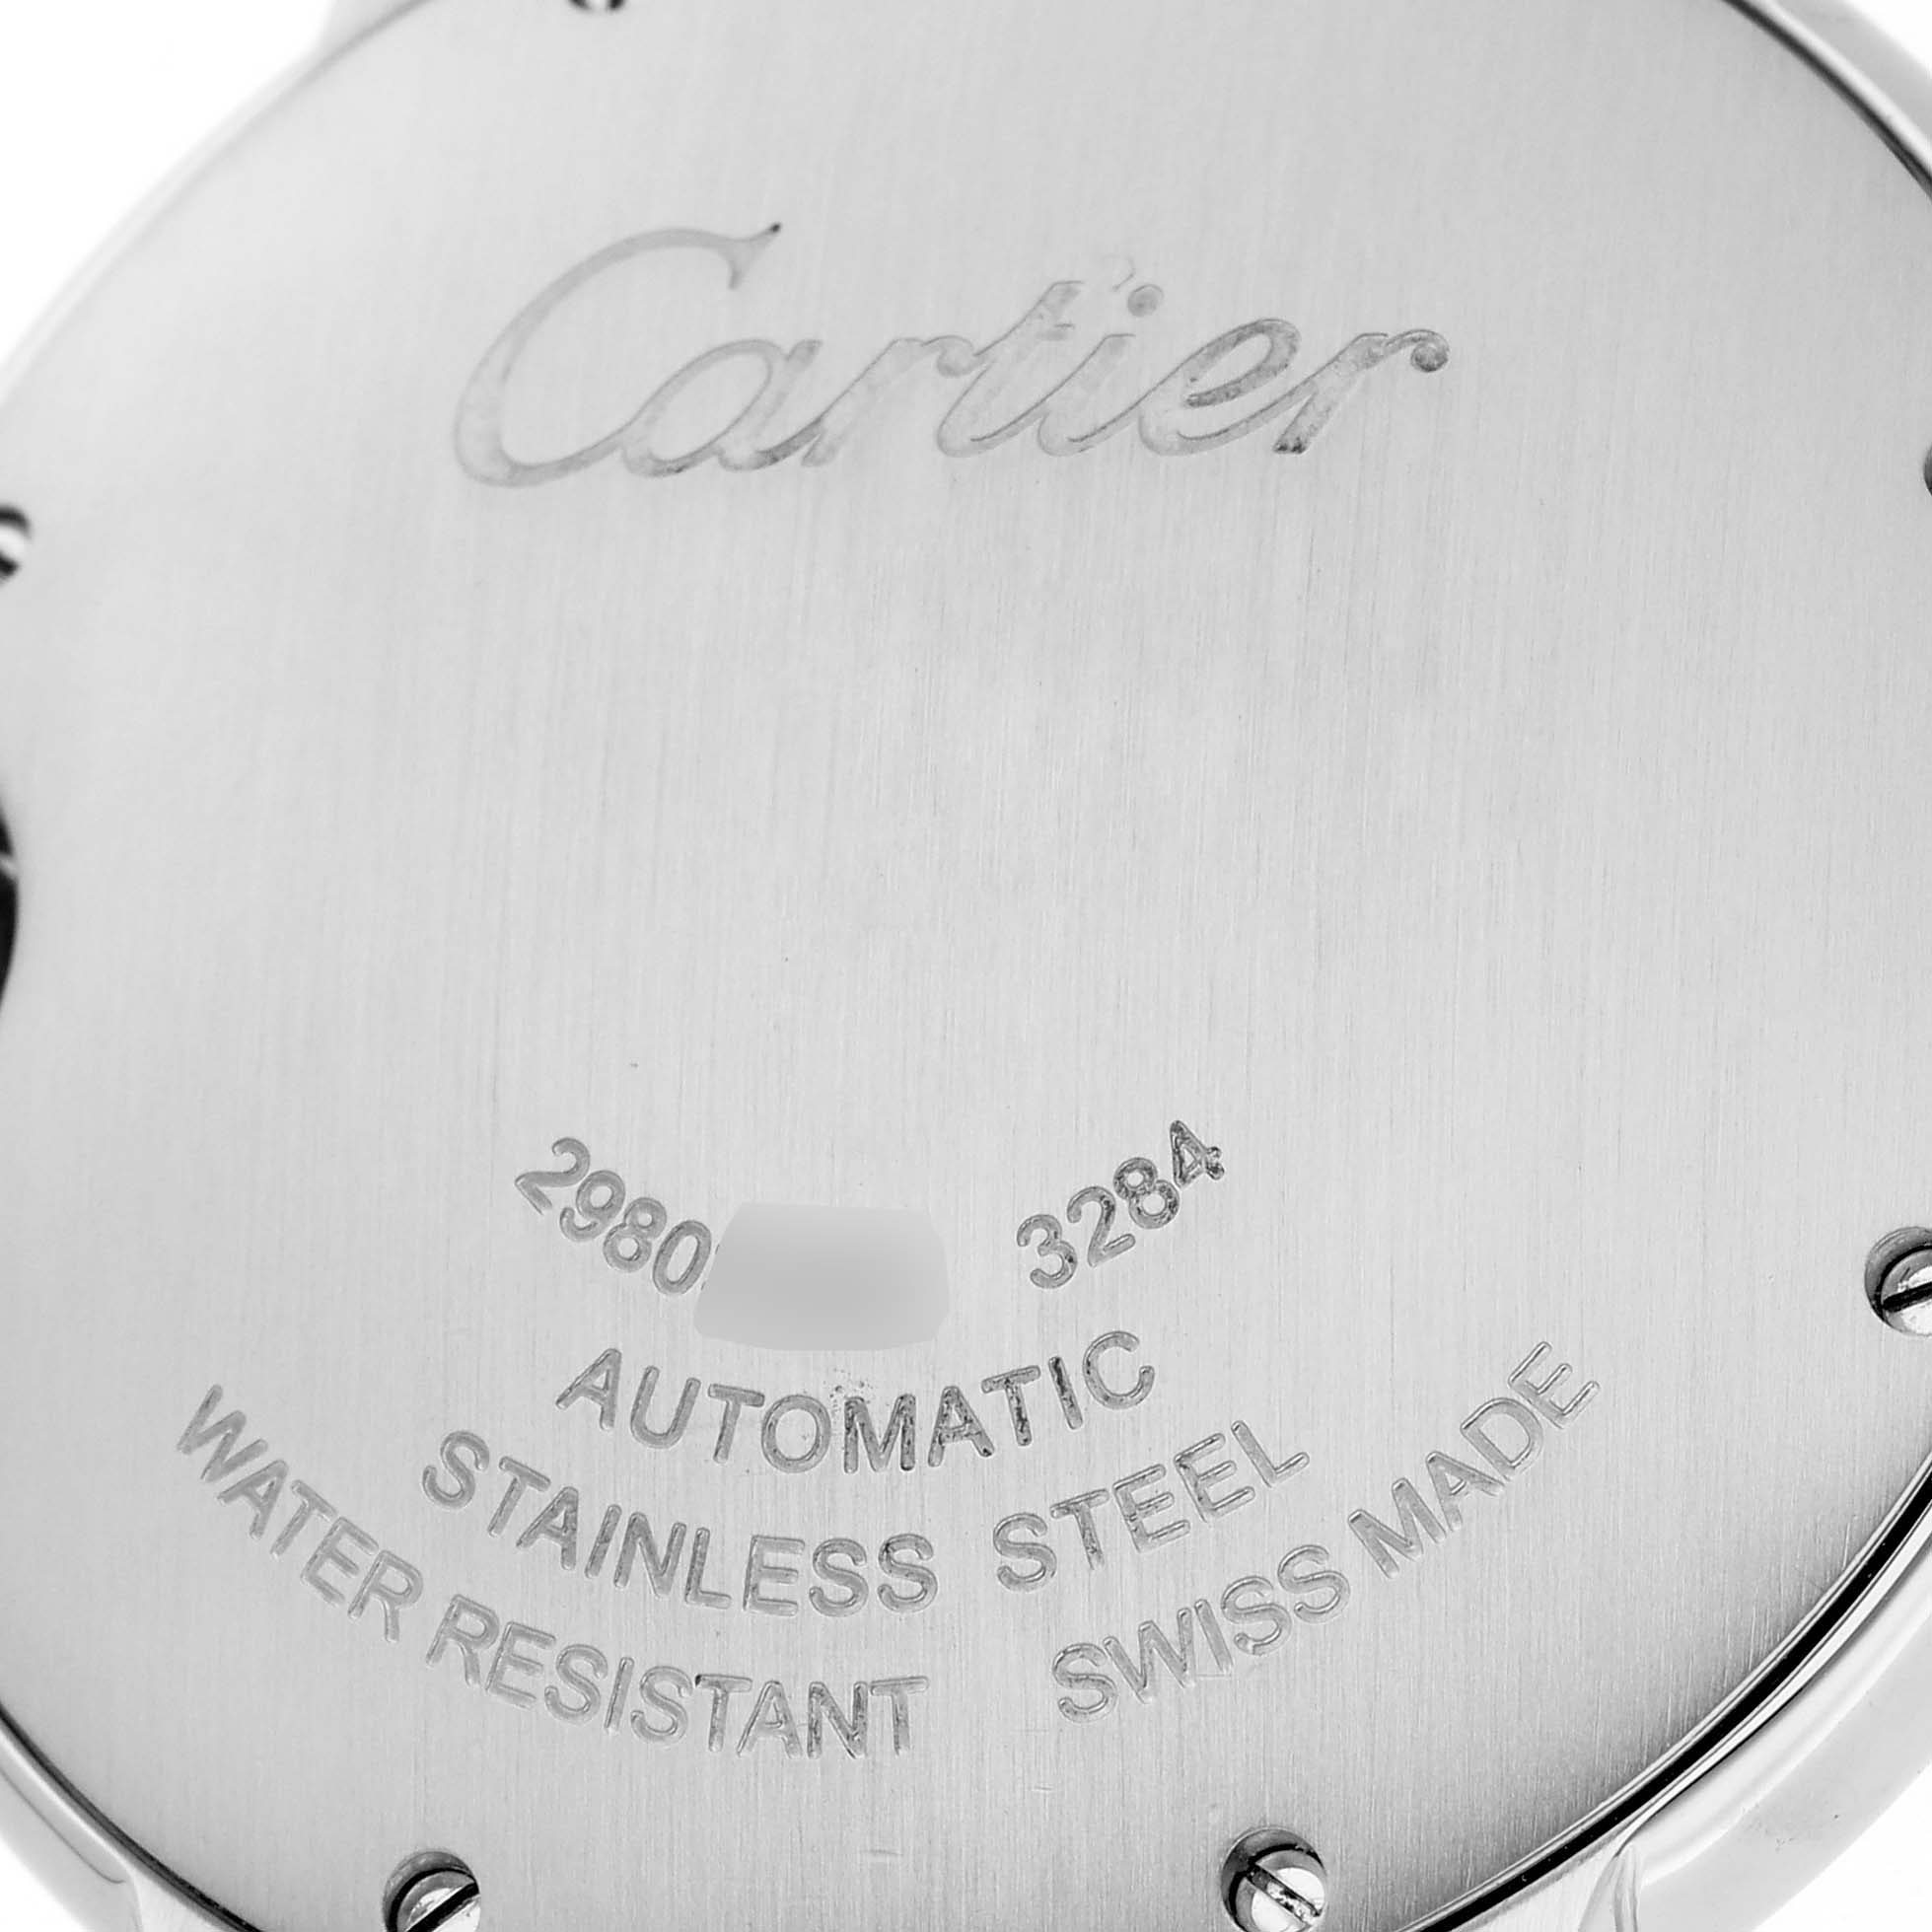 Cartier
2980 3284
AUTOMATIC
STAINLESS STEEL
WATER RESISTANT SWISS MADE